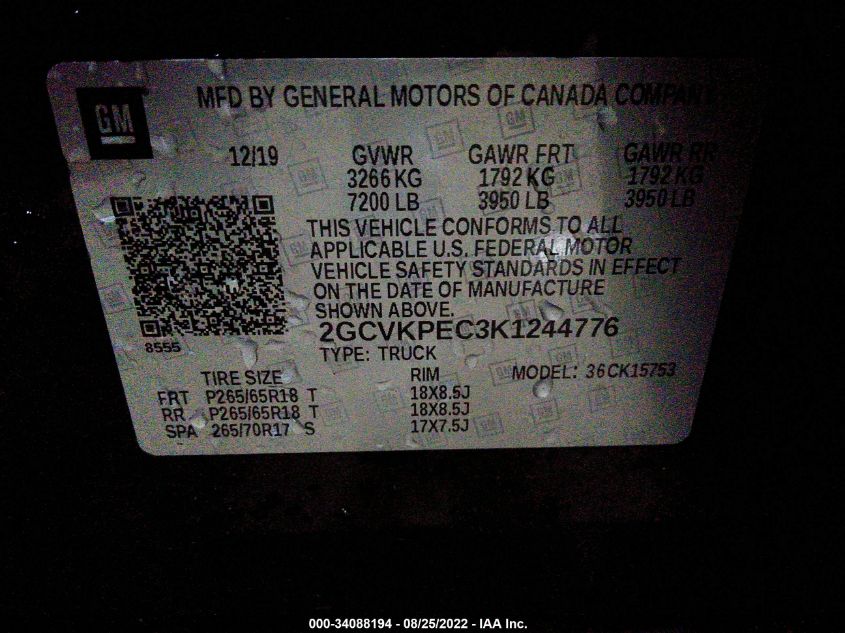 GM
MFD BY GENERAL MOTORS OF CANADA COMPANY
12/19 GVWR GAWR FRT GAWR RR
3266 KG 1792 KG 1792 KG
7200 LB 3950 LB 3950 LB
THIS VEHICLE CONFORMS TO ALL
APPLICABLE U.S. FEDERAL MOTOR
VEHICLE SAFETY STANDARDS IN EFFECT
ON THE DATE OF MANUFACTURE
SHOWN ABOVE.
2GCVKPEC3K1244776
8555
TYPE: TRUCK
TIRE SIZE RIM MODEL: 36CK15753
FRT P265/65R18 T 18X8.5J
RR P265/65R18 T 18X8.5J
SPA 265/70R17 S 17X7.5J
000-34088194 - 08/25/2022 - IAA Inc.